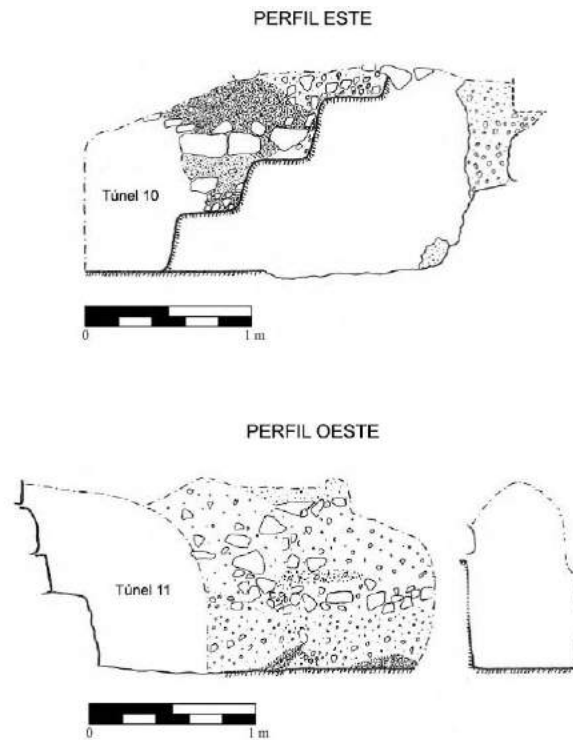 PERFIL ESTE
Túnel 10
0 1 m
PERFIL OESTE
Túnel 11
0 1 m